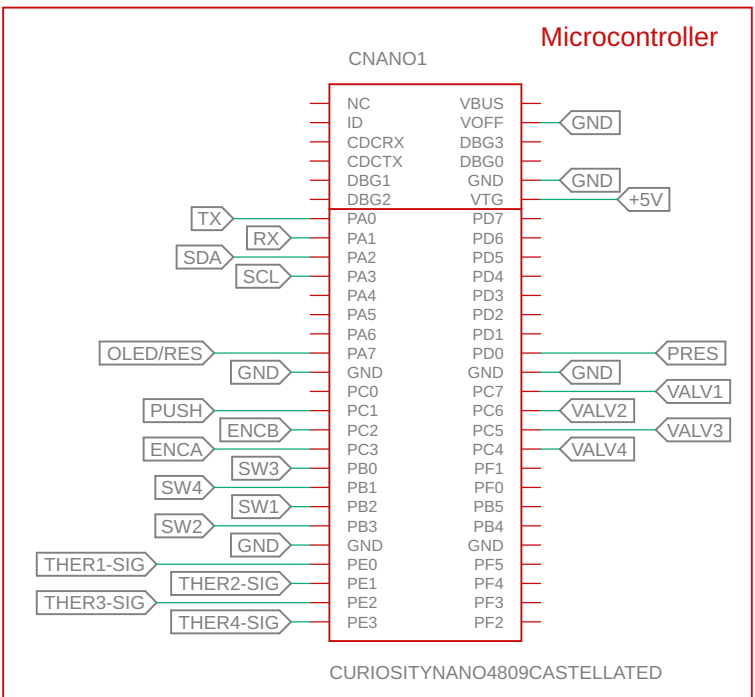 Microcontroller
CNANO1
NC VBUS
ID VOFF GND
CDCRX DBG3
CDCTX DBG0
DBG1 GND GND
DBG2 VTG +5V
TX PA0 PD7
RX PA1 PD6
SDA PA2 PD5
SCL PA3 PD4
PA4 PD3
PA5 PD2
PA6 PD1
OLED/RES PA7 PD0 PRES
GND GND GND GND
PC0 PC7 VALV1
PUSH PC1 PC6 VALV2
ENCB PC2 PC5 VALV3
ENCA PC3 PC4 VALV4
SW3 PB0 PF1
SW4 PB1 PF0
SW1 PB2 PB5
SW2 PB3 PB4
GND GND GND
THER1-SIG PE0 PF5
THER2-SIG PE1 PF4
THER3-SIG PE2 PF3
THER4-SIG PE3 PF2
CURIOSITYNANO4809CASTELLATED